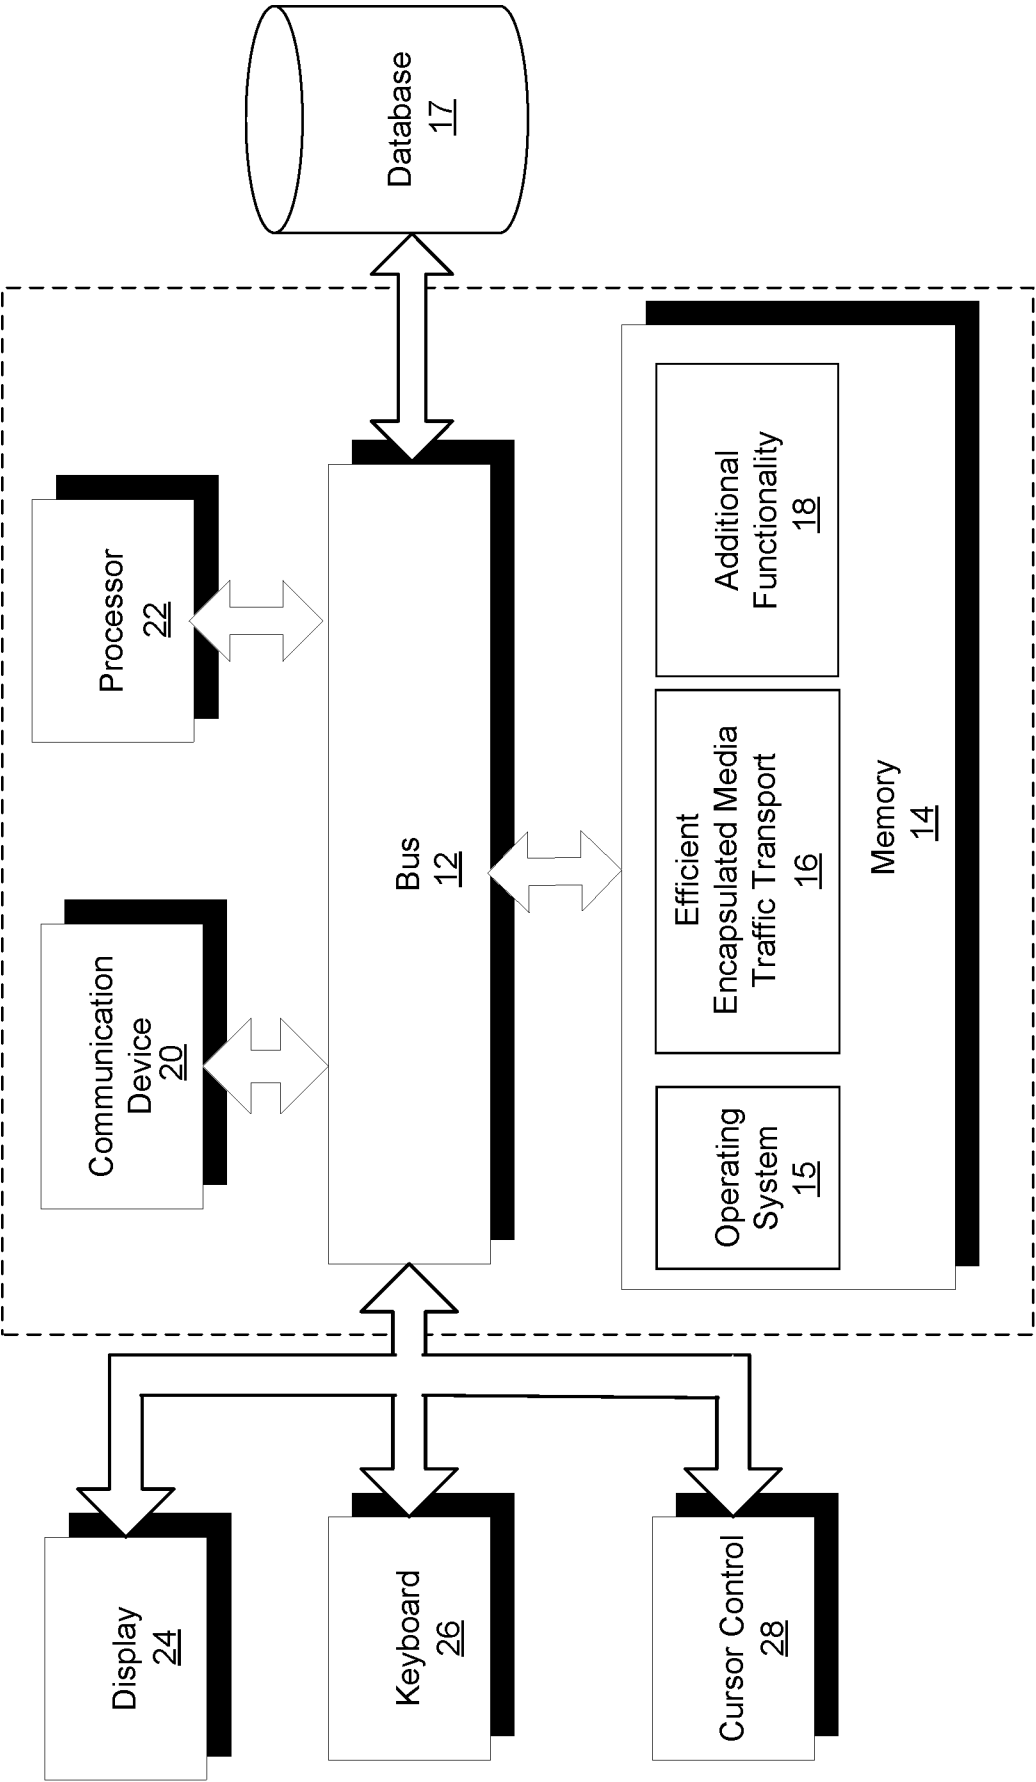 Display
24
Communication
Device
20
Processor
22
Database
17
Keyboard
26
Bus
12
Cursor Control
28
Operating
System
15
Efficient
Encapsulated Media
Traffic Transport
16
Additional
Functionality
18
Memory
14